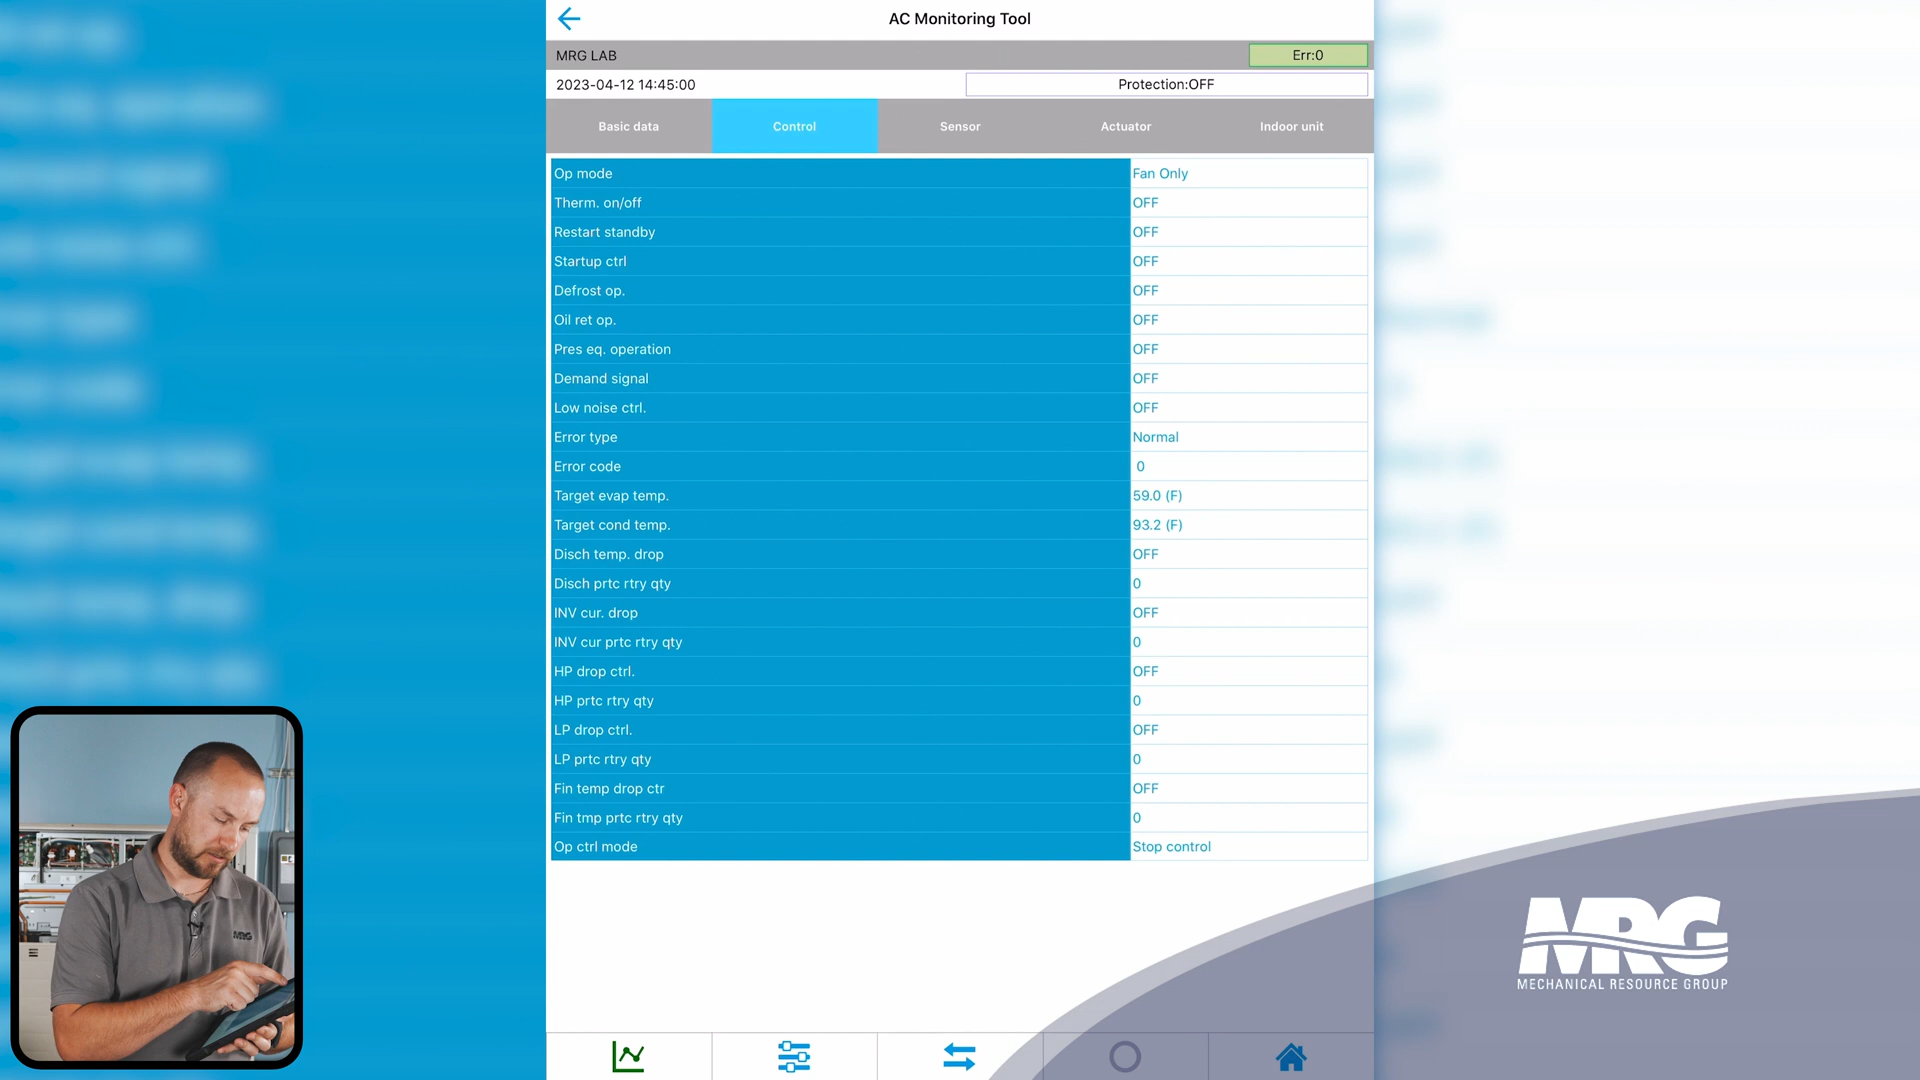 AC Monitoring Tool
MRG LAB Err:0
2023-04-12 14:45:00 Protection:OFF
Basic data Control Sensor Actuator Indoor unit
Op mode Fan Only
Therm. on/off OFF
Restart standby OFF
Startup ctrl OFF
Defrost op. OFF
Oil ret op. OFF
Pres eq. operation OFF
Demand signal OFF
Low noise ctrl. OFF
Error type Normal
Error code 0
Target evap temp. 59.0 (F)
Target cond temp. 93.2 (F)
Disch temp. drop OFF
Disch prtc rtry qty 0
INV cur. drop OFF
INV cur prtc rtry qty 0
HP drop ctrl. OFF
HP prtc rtry qty 0
LP drop ctrl. OFF
LP prtc rtry qty 0
Fin temp drop ctr OFF
Fin tmp prtc rtry qty 0
Op ctrl mode Stop control
MRG
MRG
MECHANICAL RESOURCE GROUP